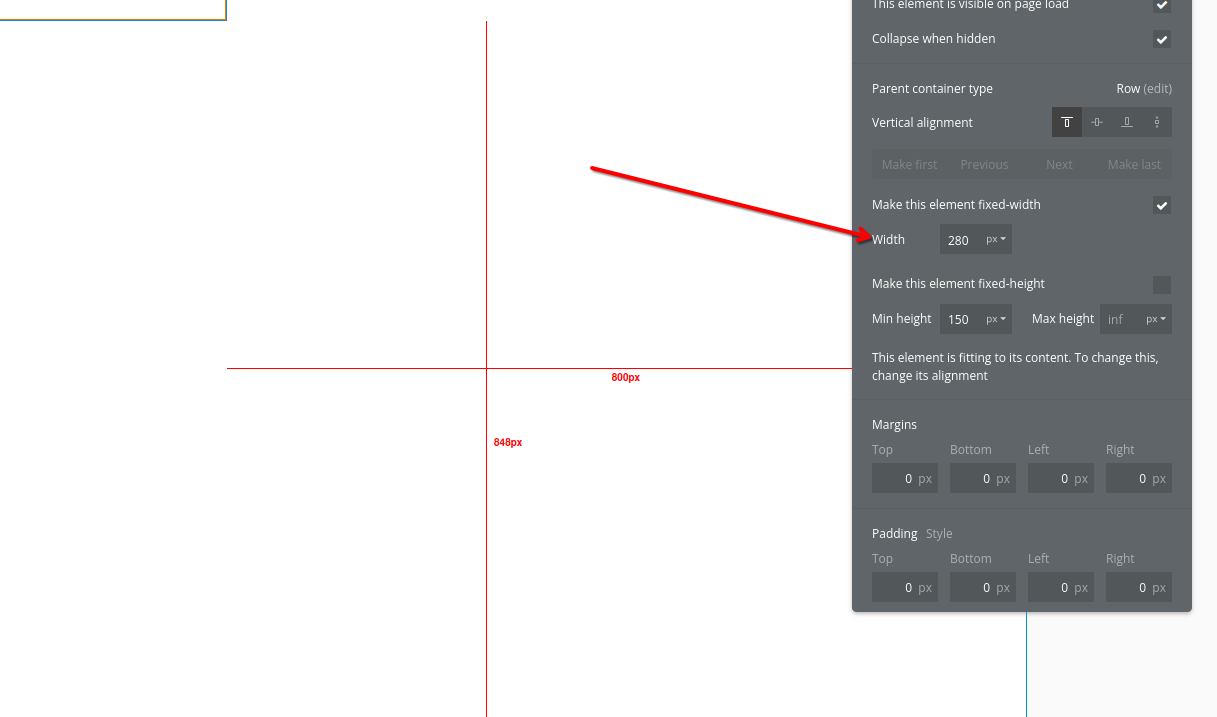 This element is visible on page load
Collapse when hidden
Parent container type Row (edit)
Vertical alignment
Make first Previous Next Make last
Make this element fixed-width
Width 280 px
Make this element fixed-height
Min height 150 px Max height inf px
This element is fitting to its content. To change this,
change its alignment
800px
848px
Margins
Top Bottom Left Right
0 px 0 px 0 px 0 px
Padding Style
Top Bottom Left Right
0 px 0 px 0 px 0 px